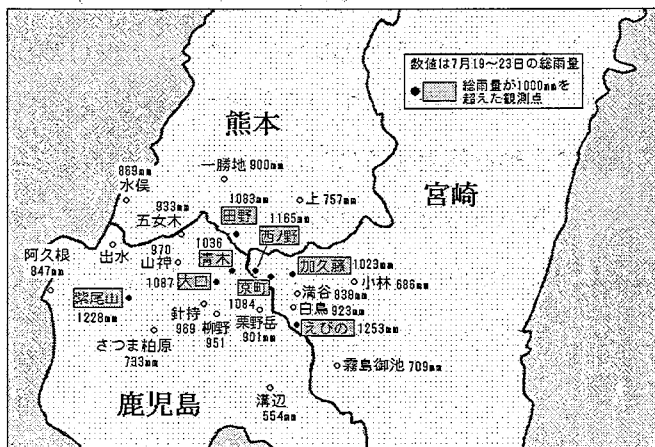 数値は7月19～23日の総雨量
総雨量が1000mmを
超えた観測点
熊本
宮崎
鹿児島
一勝地 900mm
869mm
水俣
933mm
五女木
1083mm
田野
上 757mm
1165mm
西ノ野
阿久根
847mm
出水
970
山神
1036
青木
1087
大口
加久藤
1023mm
小林 686mm
京町
1084
溝谷
938mm
白鳥 923mm
紫尾山
1228mm
針持
969
柳野
951
栗野岳
901mm
えびの
1253mm
さつま柏原
733mm
霧島御池 709mm
溝辺
554mm